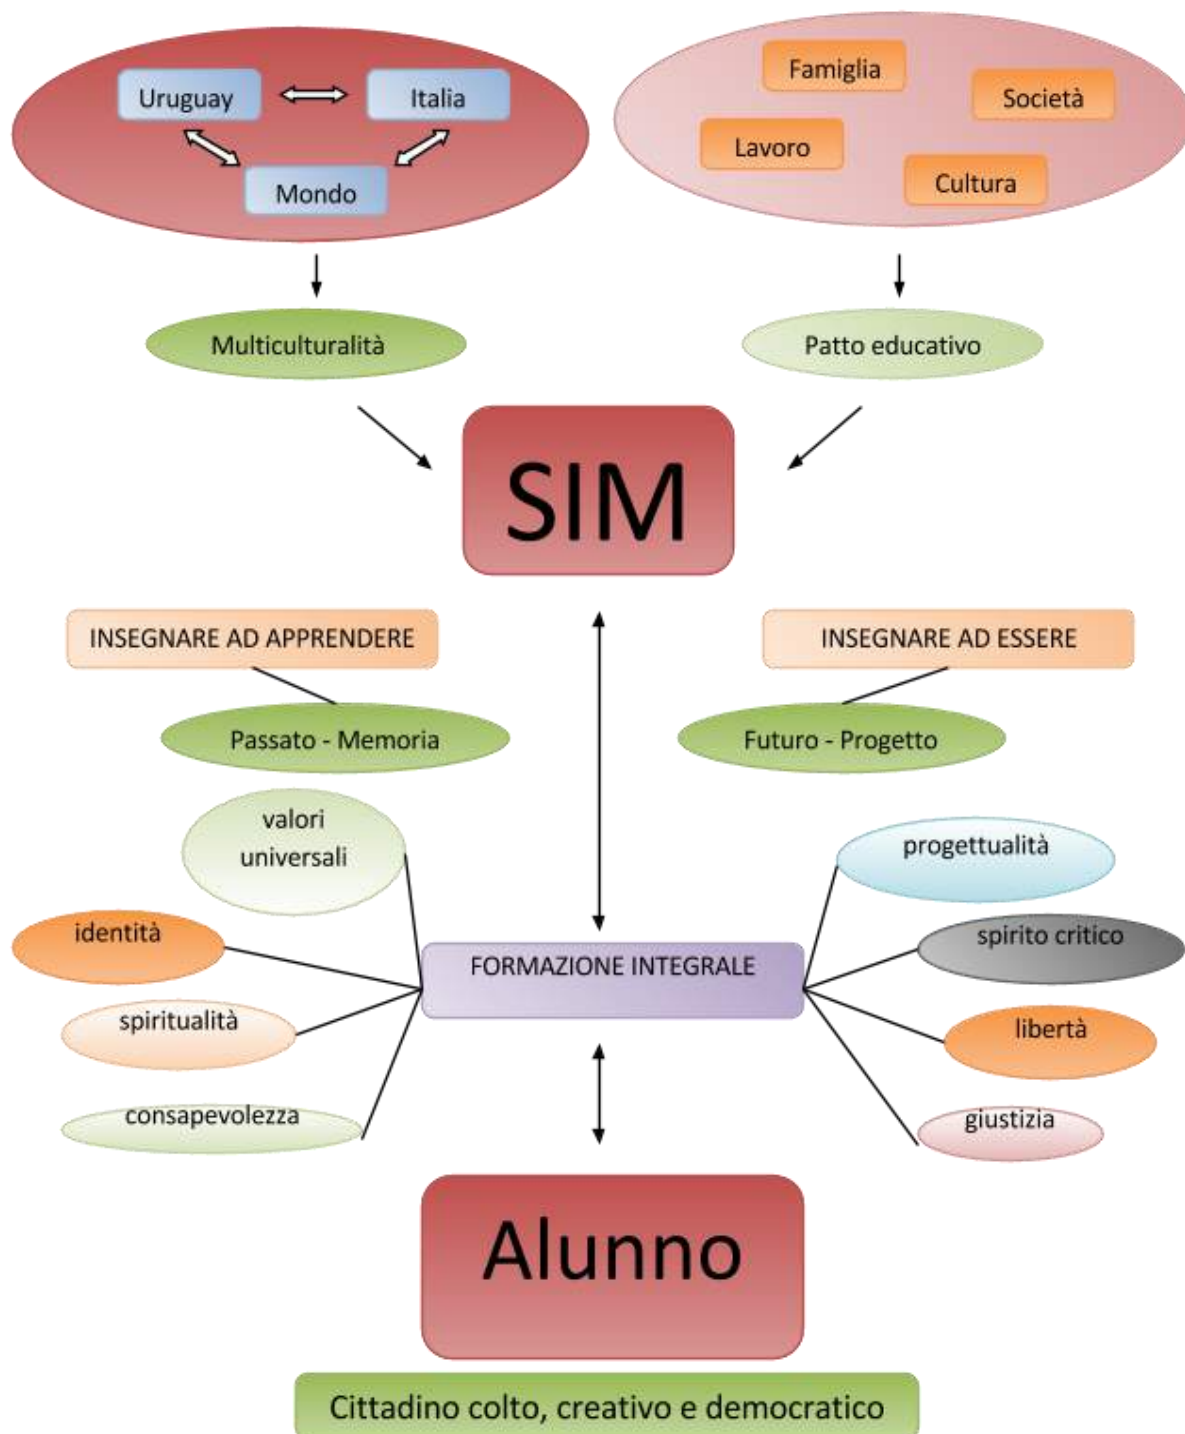 Uruguay
Italia
Mondo
Famiglia
Società
Lavoro
Cultura
Multiculturalità
Patto educativo
SIM
INSEGNARE AD APPRENDERE
INSEGNARE AD ESSERE
Passato - Memoria
Futuro - Progetto
valori
universali
progettualità
identità
spirito critico
FORMAZIONE INTEGRALE
spiritualità
libertà
consapevolezza
giustizia
Alunno
Cittadino colto, creativo e democratico